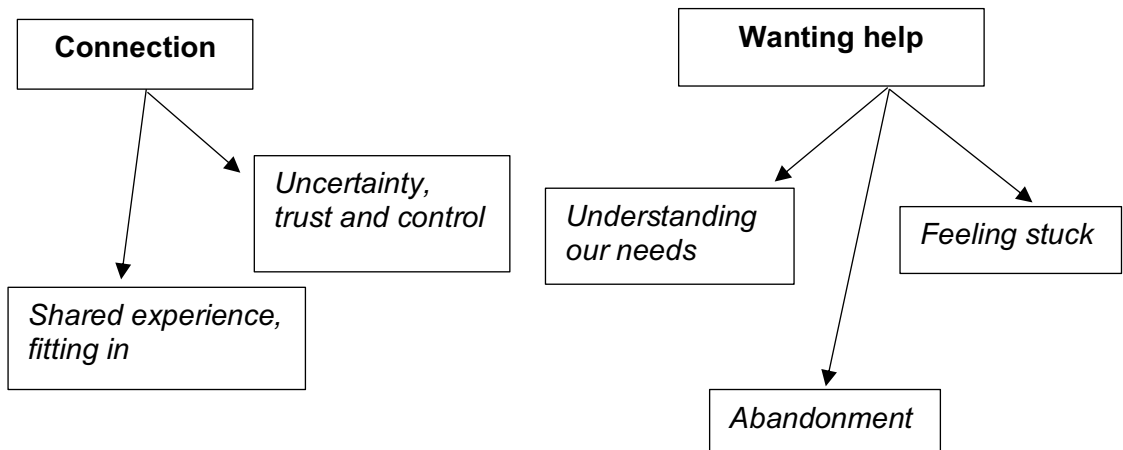 Connection
Uncertainty,
trust and control
Shared experience,
fitting in
Wanting help
Understanding
our needs
Feeling stuck
Abandonment